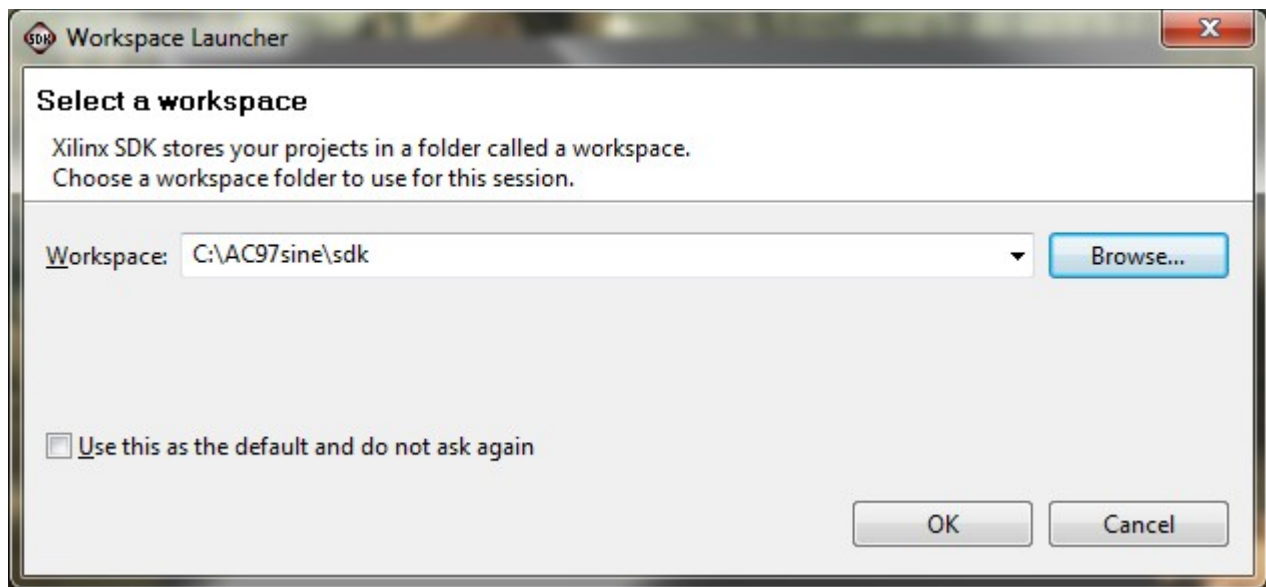 SDK Workspace Launcher
Select a workspace
Xilinx SDK stores your projects in a folder called a workspace.
Choose a workspace folder to use for this session.
Workspace: C:\AC97sine\sdk Browse...
Use this as the default and do not ask again
OK Cancel